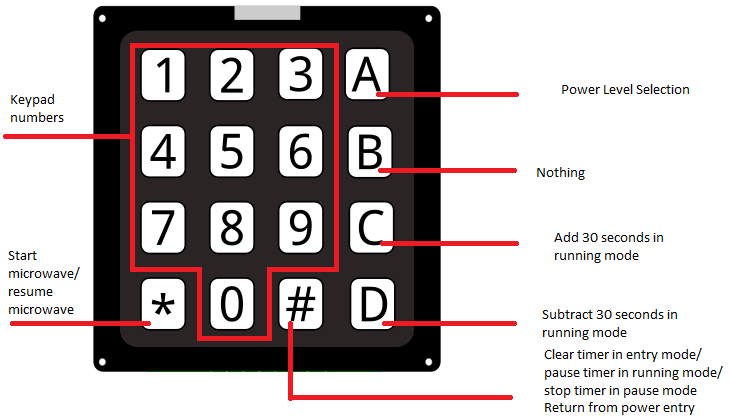 1 2 3 A
Power Level Selection
Keypad
numbers
4 5 6 B
Nothing
7 8 9 C
Add 30 seconds in
running mode
Start
microwave/
resume
microwave
* 0 # D
Subtract 30 seconds in
running mode
Clear timer in entry mode/
pause timer in running mode/
stop timer in pause mode
Return from power entry